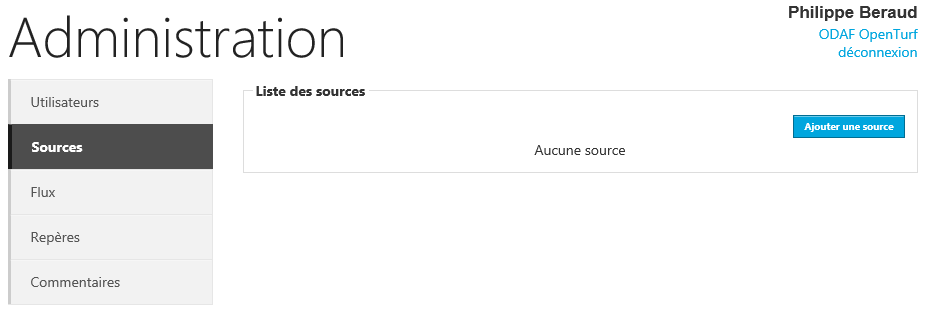 Administration
Philippe Beraud
ODAF OpenTurf
déconnexion
Utilisateurs
Sources
Flux
Repères
Commentaires
Liste des sources
Ajouter une source
Aucune source